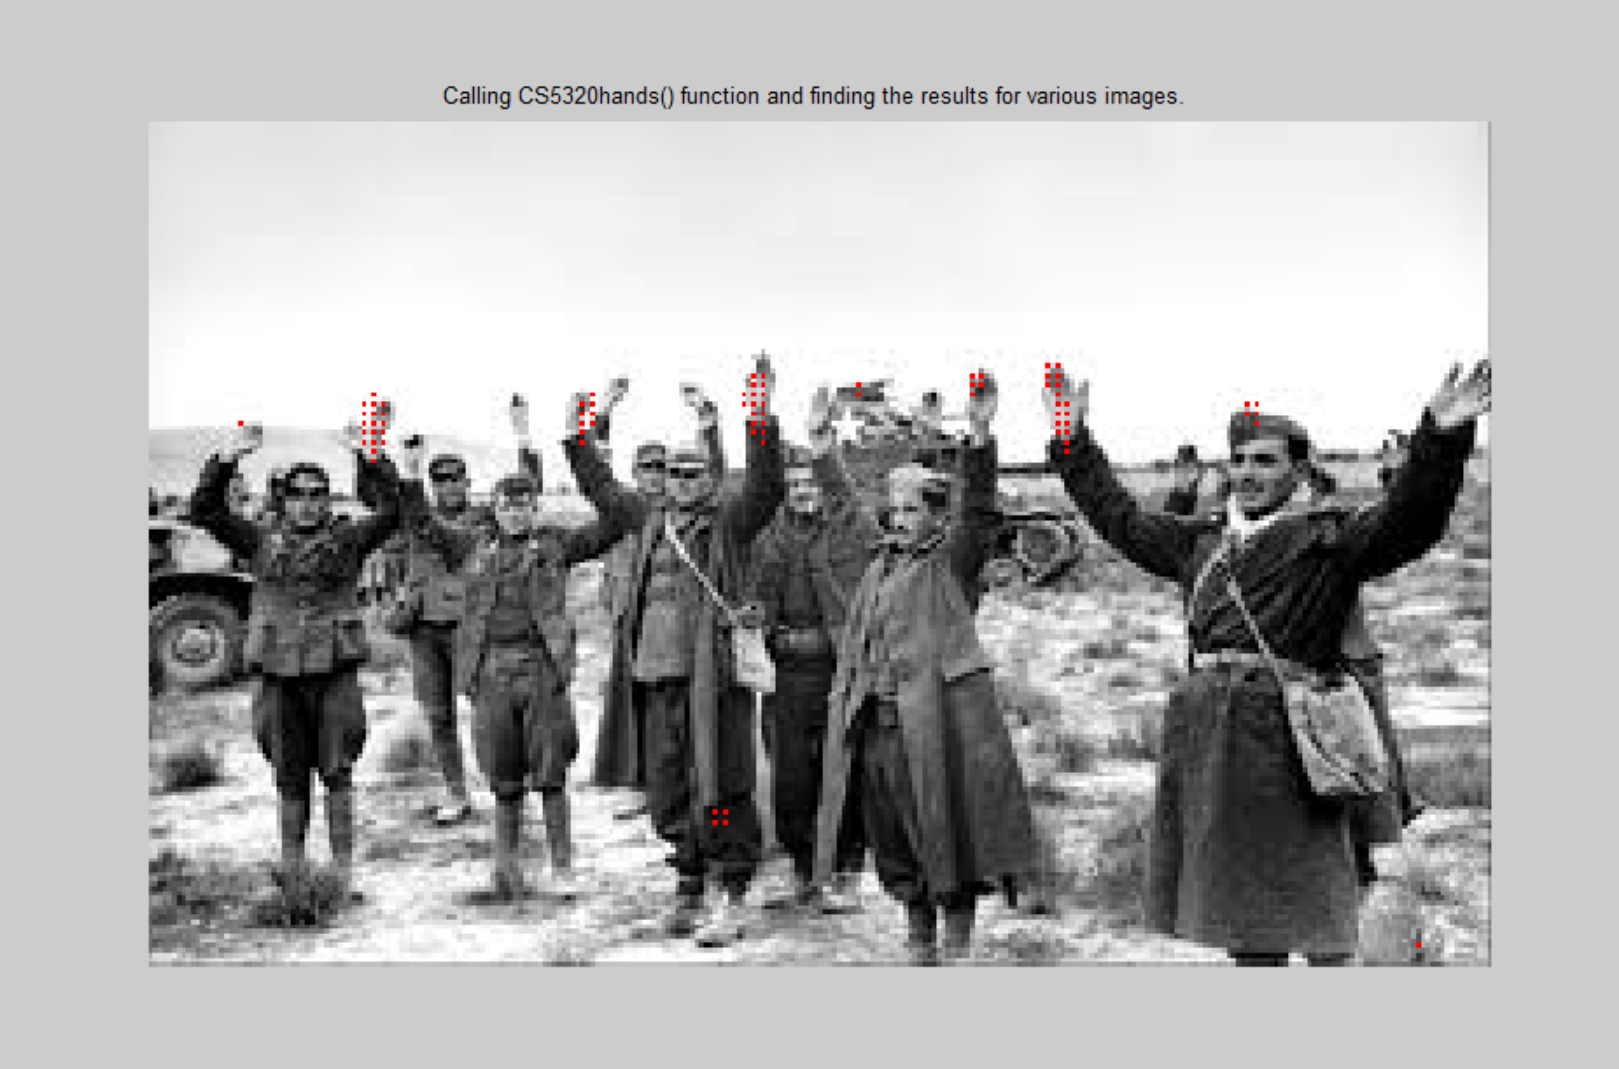 Calling CS5320hands() function and finding the results for various images.